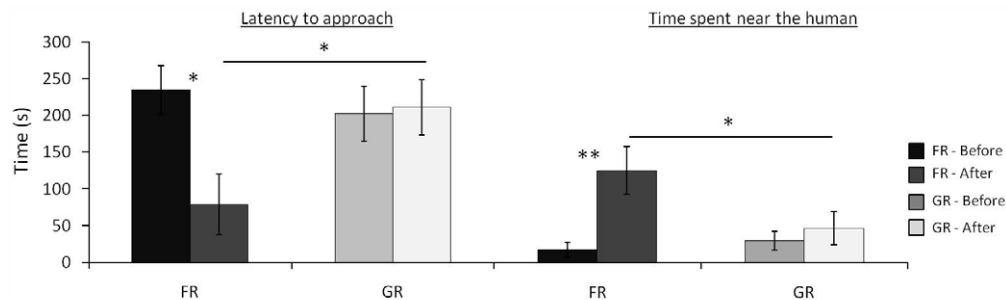 Latency to approach
Time spent near the human
300
250
200
150
100
50
0
Time (s)
*
*
**
*
FR
GR
FR
GR
FR - Before
FR - After
GR - Before
GR - After